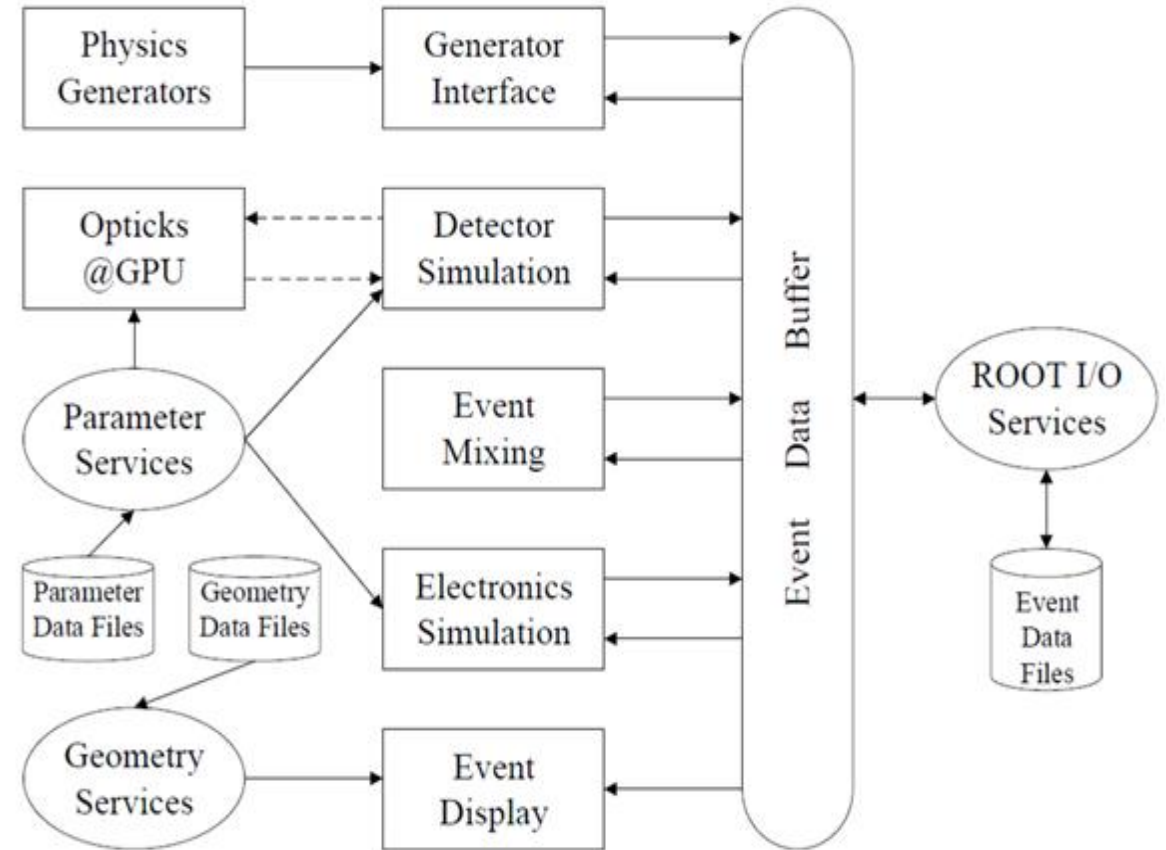 Physics
Generators
Generator
Interface
Opticks
@GPU
Detector
Simulation
Parameter
Services
Event
Mixing
Parameter
Data Files
Geometry
Data Files
Electronics
Simulation
Geometry
Services
Event
Display
Event Data Buffer
ROOT I/O
Services
Event
Data
Files